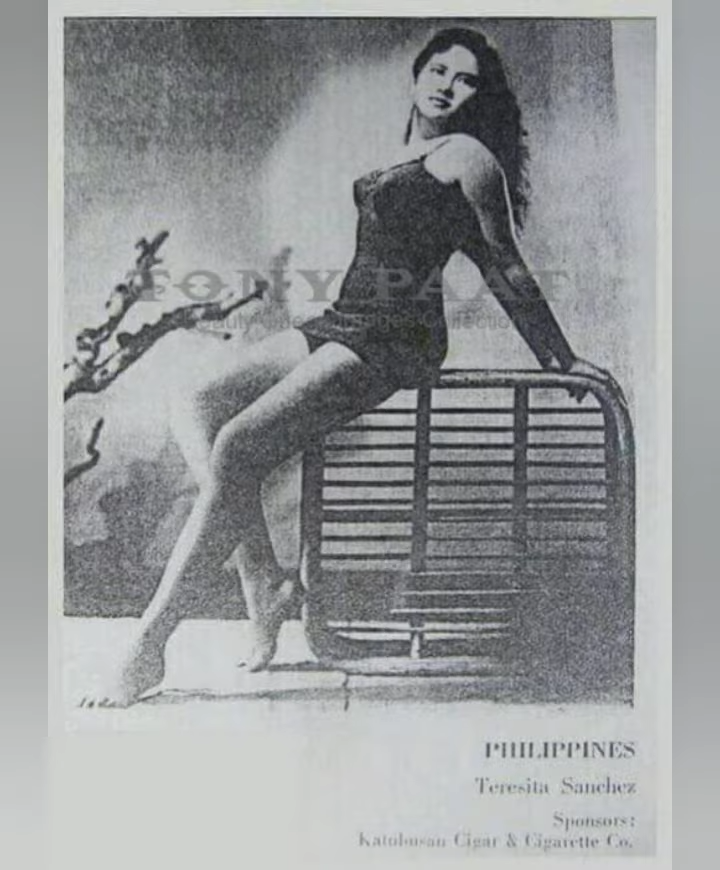 TONY PAAT
PHILIPPINES
Teresita Sanchez
Sponsors:
Katubusan Cigar & Cigarette Co.